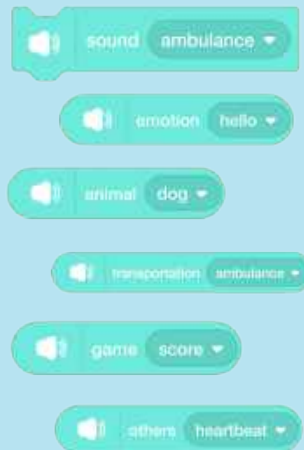 sound ambulance
emotion hello
animal dog
transportation ambulance
game score
others heartbeat